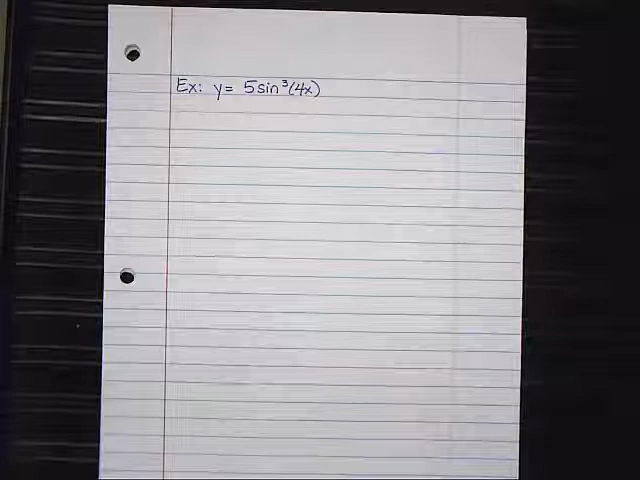 Ex: y = 5sin³(4x)